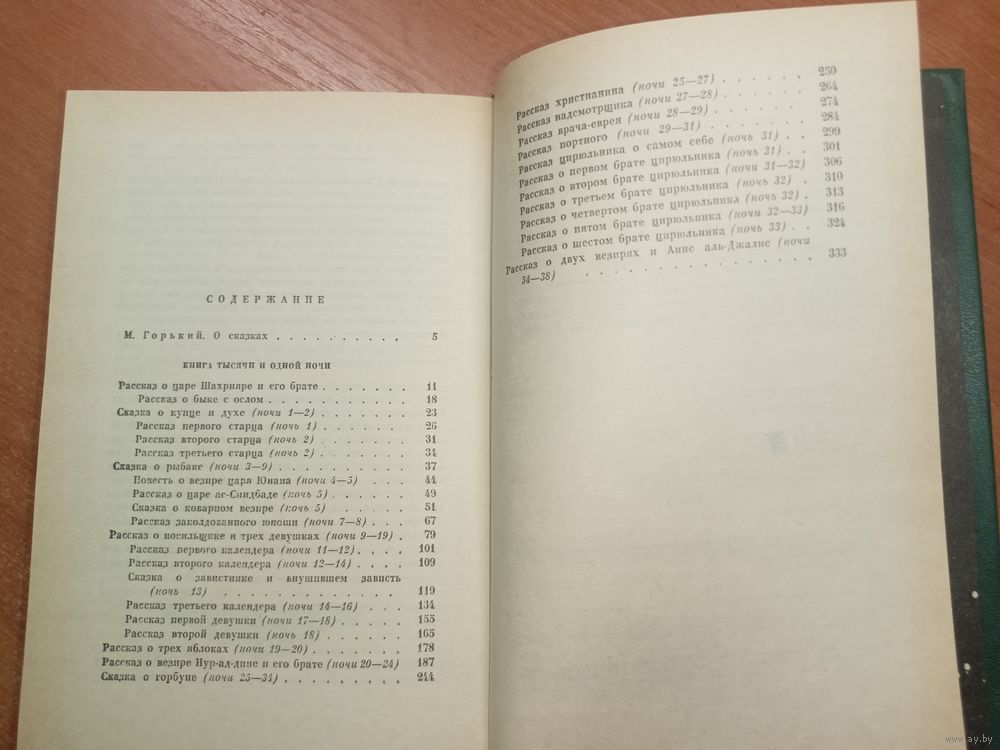 СОДЕРЖАНИЕ
М. Горький. О сказках . . . . . . . . . . 5
КНИГА ТЫСЯЧИ И ОДНОЙ НОЧИ
Рассказ о царе Шахрияре и его брате . . . . . . . 11
Рассказ о быке с ослом . . . . . . . . . 18
Сказка о купце и духе (ночи 1—2) . . . . . . . 23
Рассказ первого старца (ночь 1) . . . . . . 26
Рассказ второго старца (ночь 2) . . . . . . 31
Рассказ третьего старца (ночь 2) . . . . . . 34
Сказка о рыбаке (ночи 3—9) . . . . . . . . . 37
Повесть о везире царя Юнана (ночи 4—5) . . . 44
Рассказ о царе ас-Синдбаде (ночь 5) . . . . . 49
Сказка о коварном везире (ночь 5) . . . . . 51
Рассказ заколдованного юноши (ночи 7—8) . . . 67
Рассказ о носильщике и трех девушках (ночи 9—19) . 79
Рассказ первого календера (ночи 11—12) . . . . 101
Рассказ второго календера (ночи 12—14) . . . . 109
Сказка о завистнике и внушившем зависть
(ночь 13) . . . . . . . . . . . . 119
Рассказ третьего календера (ночи 14—16) . . . 134
Рассказ первой девушки (ночи 17—18) . . . . . 155
Рассказ второй девушки (ночь 18) . . . . . . 165
Рассказ о трех яблоках (ночи 19—20) . . . . . . 178
Рассказ о везире Нур-ад-дине и его брате (ночи 20—24) 187
Сказка о горбуне (ночи 25—34) . . . . . . . . 244
Рассказ христианина (ночи 25—27) . . . . . . 250
Рассказ надсмотрщика (ночи 27—28) . . . . . 264
Рассказ врача-еврея (ночи 28—29) . . . . . . 274
Рассказ портного (ночи 29—31) . . . . . . . 284
Рассказ цирюльника о самом себе (ночь 31) . . 299
Рассказ о первом брате цирюльника (ночь 31) . . 301
Рассказ о втором брате цирюльника (ночи 31—32) 306
Рассказ о третьем брате цирюльника (ночь 32) . 310
Рассказ о четвертом брате цирюльника (ночь 32) . 313
Рассказ о пятом брате цирюльника (ночи 32—33) 316
Рассказ о шестом брате цирюльника (ночь 33) . . 324
Рассказ о двух везирях и Анис аль-Джалис (ночи
34—38) . . . . . . . . . . . . . . . 333
www.ay.by